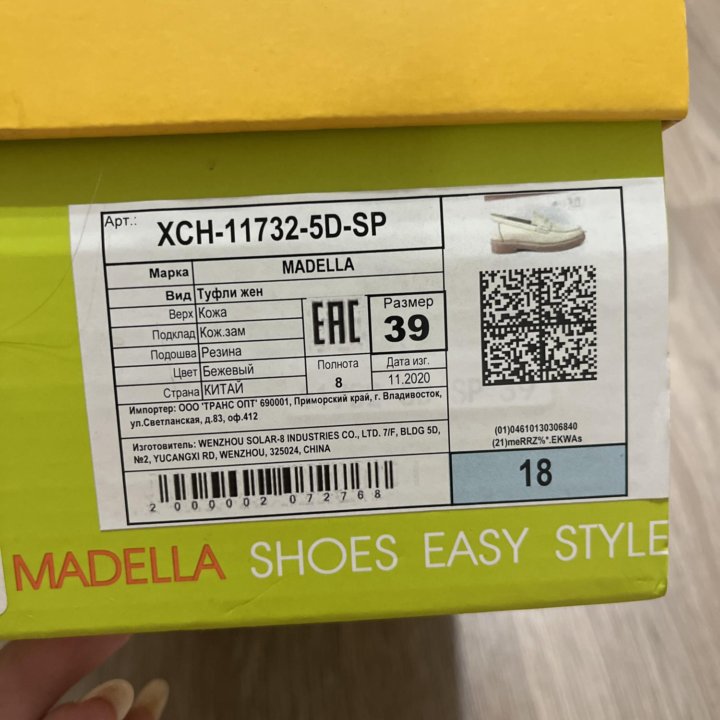 Арт.: XCH-11732-5D-SP
Марка MADELLA
Вид Туфли жен
Верх Кожа
Подклад Кож.зам
Подошва Резина
Цвет Бежевый
Страна КИТАЙ
EAC
Полнота
8
Размер
39
Дата изг.
11.2020
Импортер: ООО 'ТРАНС ОПТ' 690001, Приморский край, г. Владивосток,
ул.Светланская, д.83, оф.412
Изготовитель: WENZHOU SOLAR-8 INDUSTRIES CO., LTD. 7/F, BLDG 5D,
№2, YUCANGXI RD, WENZHOU, 325024, CHINA
2000002072768
(01)04610130306840
(21)meRRZ%*.EKWAs
18
MADELLA SHOES EASY STYLE